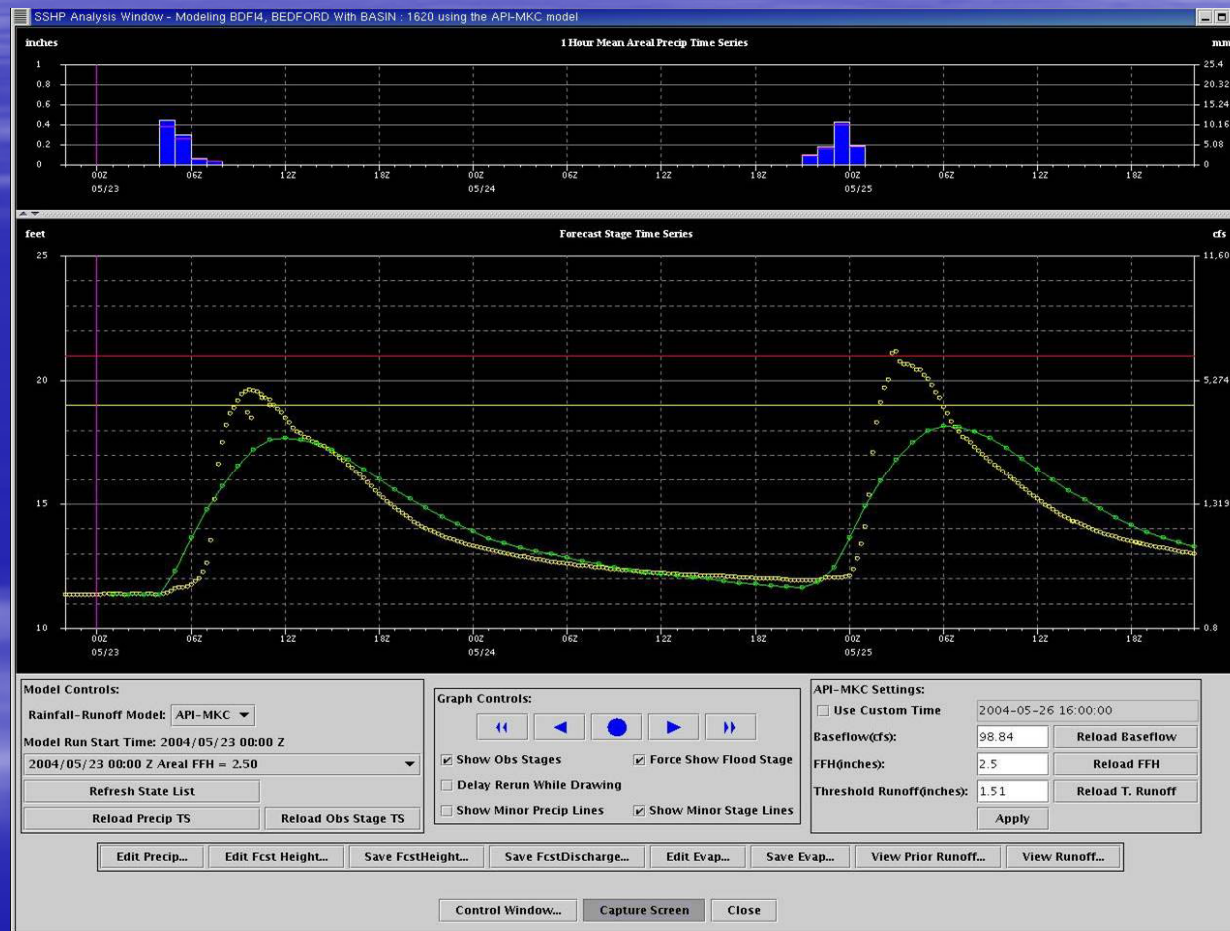 SSHP Analysis Window - Modeling BDFI4, BEDFORD With BASIN : 1620 using the API-MKC model
inches 1 Hour Mean Areal Precip Time Series mm
1 25.4
0.8 20.32
0.6 15.24
0.4 10.16
0.2 5.08
0 0
00Z 06Z 12Z 18Z 00Z 06Z 12Z 18Z 00Z 06Z 12Z 18Z
05/23 05/24 05/25
feet Forecast Stage Time Series cfs
25 11,60
20 5,274
15 1,319
10 0.8
00Z 06Z 12Z 18Z 00Z 06Z 12Z 18Z 00Z 06Z 12Z 18Z
05/23 05/24 05/25
Model Controls:
Rainfall-Runoff Model: API-MKC
Model Run Start Time: 2004/05/23 00:00 Z
2004/05/23 00:00 Z Areal FFH = 2.50
Refresh State List
Reload Precip TS Reload Obs Stage TS
Graph Controls:
Show Obs Stages Force Show Flood Stage
Delay Rerun While Drawing
Show Minor Precip Lines Show Minor Stage Lines
API-MKC Settings:
Use Custom Time 2004-05-26 16:00:00
Baseflow(cfs): 98.84 Reload Baseflow
FFH(inches): 2.5 Reload FFH
Threshold Runoff(inches): 1.51 Reload T. Runoff
Apply
Edit Precip... Edit Fcst Height... Save FcstHeight... Save FcstDischarge... Edit Evap... Save Evap... View Prior Runoff... View Runoff...
Control Window... Capture Screen Close